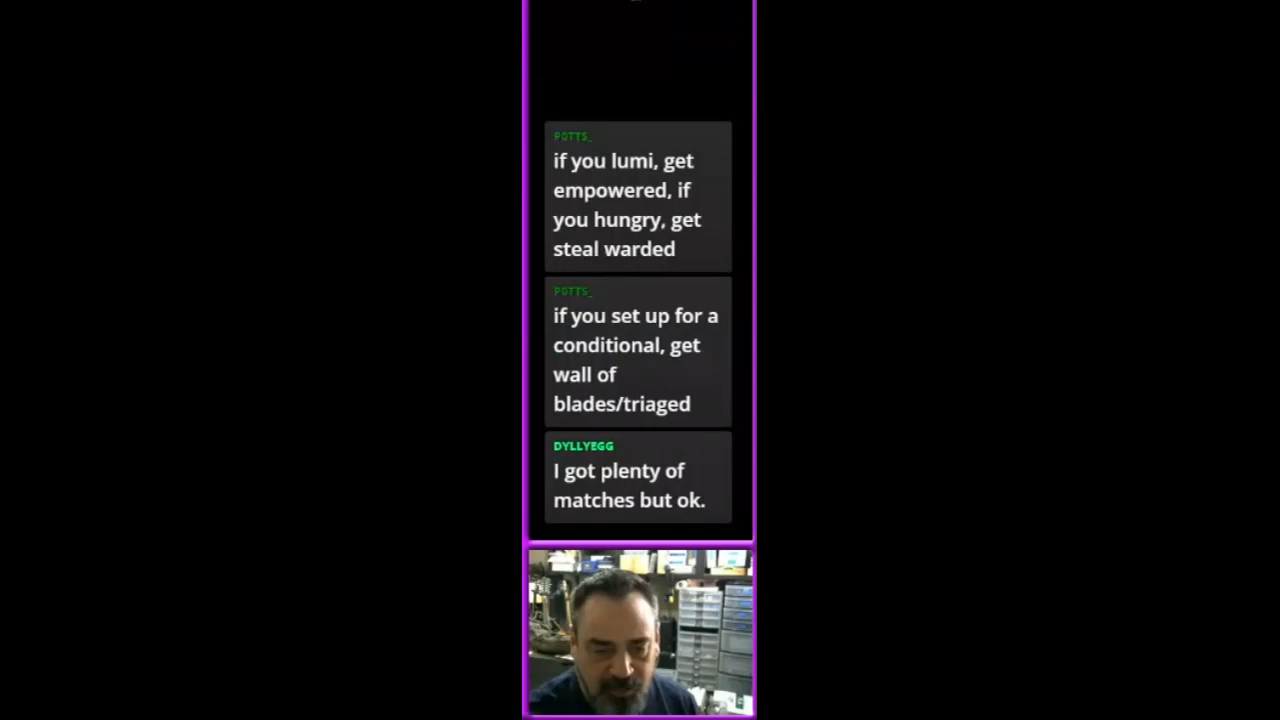 POTTS_
if you lumi, get
empowered, if
you hungry, get
steal warded
POTTS_
if you set up for a
conditional, get
wall of
blades/triaged
DYLLYEGG
I got plenty of
matches but ok.